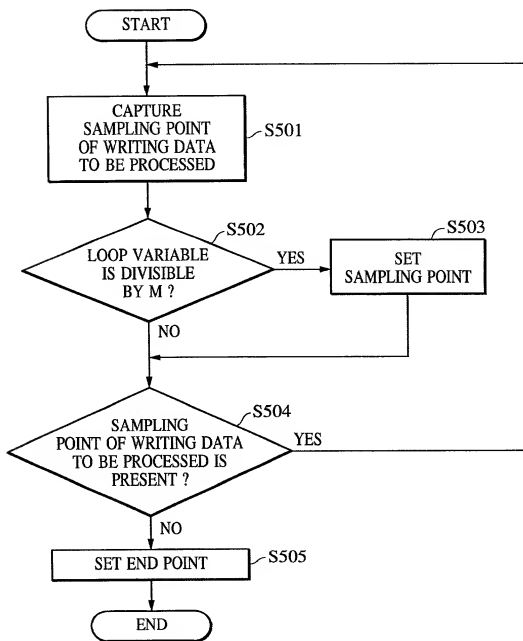 START
CAPTURE
SAMPLING POINT
OF WRITING DATA
TO BE PROCESSED
S501
S502
LOOP VARIABLE
IS DIVISIBLE
BY M ?
YES
NO
S503
SET
SAMPLING POINT
S504
SAMPLING
POINT OF WRITING DATA
TO BE PROCESSED IS
PRESENT ?
YES
NO
SET END POINT
S505
END